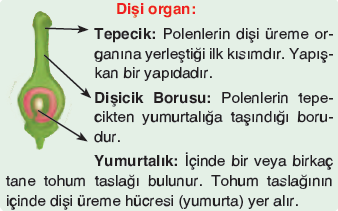 Dişi organ:
Tepecik: Polenlerin dişi üreme or-
ganına yerleştiği ilk kısımdır. Yapış-
kan bir yapıdadır.
Dişicik Borusu: Polenlerin tepe-
cikten yumurtalığa taşındığı boru-
dur.
Yumurtalık: İçinde bir veya birkaç
tane tohum taslağı bulunur. Tohum taslağının
içinde dişi üreme hücresi (yumurta) yer alır.